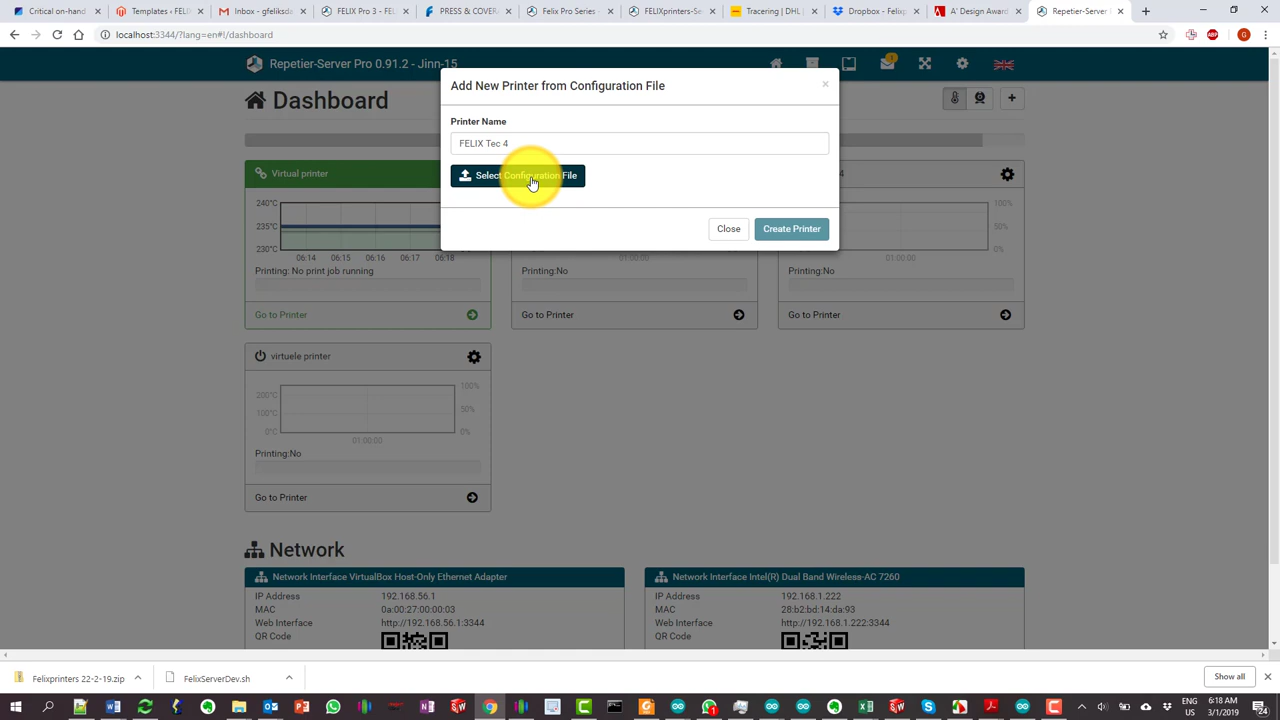 Critical on-hand
Templates ‹ FELI
Inbox - gfeliksde
FELIX Pro 3 - FEL
PRESS & COVER
Felix Pro Series -
FELIXprinters-Se
Tracering | DHL |
Dropbox - Felixp
A' Design Award
Repetier-Server
localhost:3344/?lang=en#!/dashboard
ABP
G
Repetier-Server Pro 0.91.2 - Jinn-15
1
Add New Printer from Configuration File
×
Dashboard
Printer Name
FELIX Tec 4
Select Configuration File
Close
Create Printer
Virtual printer
240°C
235°C
230°C
06:14 06:15 06:16 06:17 06:18
Printing: No print job running
Go to Printer
01:00:00
Printing:No
Go to Printer
4
100%
50%
0%
01:00:00
Printing:No
Go to Printer
virtuele printer
200°C
100°C
0°C
100%
50%
0%
01:00:00
Printing:No
Go to Printer
Network
Network Interface VirtualBox Host-Only Ethernet Adapter
IP Address 192.168.56.1
MAC 0a:00:27:00:00:03
Web Interface http://192.168.56.1:3344
QR Code
Network Interface Intel(R) Dual Band Wireless-AC 7260
IP Address 192.168.1.222
MAC 28:b2:bd:14:da:93
Web Interface http://192.168.1.222:3344
QR Code
Felixprinters 22-2-19.zip
FelixServerDev.sh
Show all
ENG
US
6:18 AM
3/1/2019